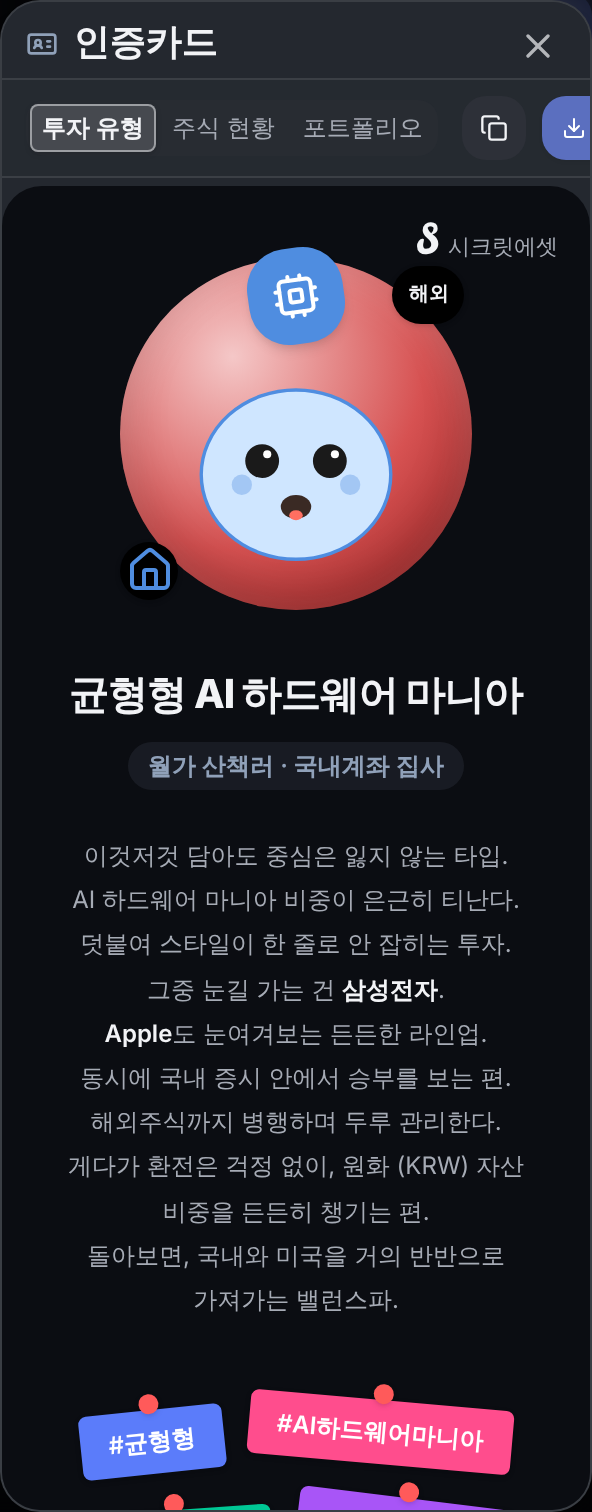 인증카드
투자 유형 주식 현황 포트폴리오
시크릿에셋
해외
균형형 AI 하드웨어 마니아
월가 산책러 · 국내계좌 집사
이것저것 담아도 중심은 잃지 않는 타입.
AI 하드웨어 마니아 비중이 은근히 티난다.
덧붙여 스타일이 한 줄로 안 잡히는 투자.
그중 눈길 가는 건 삼성전자.
Apple도 눈여겨보는 든든한 라인업.
동시에 국내 증시 안에서 승부를 보는 편.
해외주식까지 병행하며 두루 관리한다.
게다가 환전은 걱정 없이, 원화 (KRW) 자산
비중을 든든히 챙기는 편.
돌아보면, 국내와 미국을 거의 반반으로
가져가는 밸런스파.
#균형형
#AI하드웨어마니아